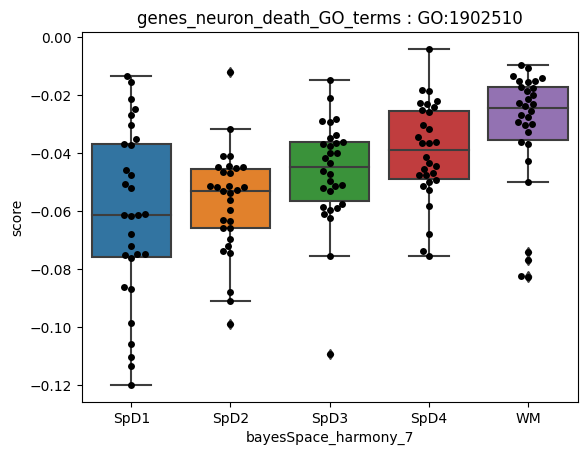 genes_neuron_death_GO_terms : GO:1902510
score
0.00
−0.02
−0.04
−0.06
−0.08
−0.10
−0.12
SpD1 SpD2 SpD3 SpD4 WM
bayesSpace_harmony_7